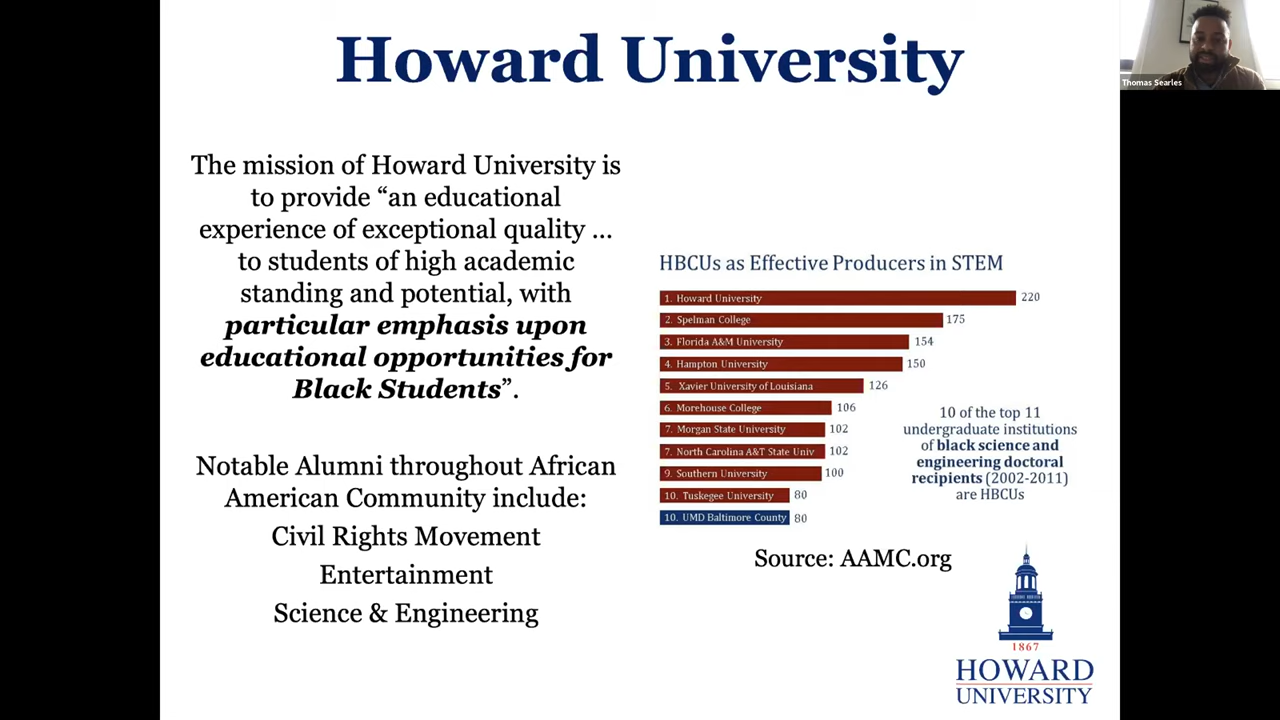 Howard University
Thomas Searles
The mission of Howard University is
to provide “an educational
experience of exceptional quality ...
to students of high academic
standing and potential, with
particular emphasis upon
educational opportunities for
Black Students”.
Notable Alumni throughout African
American Community include:
Civil Rights Movement
Entertainment
Science & Engineering
HBCUs as Effective Producers in STEM
1. Howard University 220
2. Spelman College 175
3. Florida A&M University 154
4. Hampton University 150
5. Xavier University of Louisiana 126
6. Morehouse College 106
7. Morgan State University 102
7. North Carolina A&T State Univ 102
9. Southern University 100
10. Tuskegee University 80
10. UMD Baltimore County 80
10 of the top 11
undergraduate institutions
of black science and
engineering doctoral
recipients (2002-2011)
are HBCUs
Source: AAMC.org
1867
HOWARD
UNIVERSITY